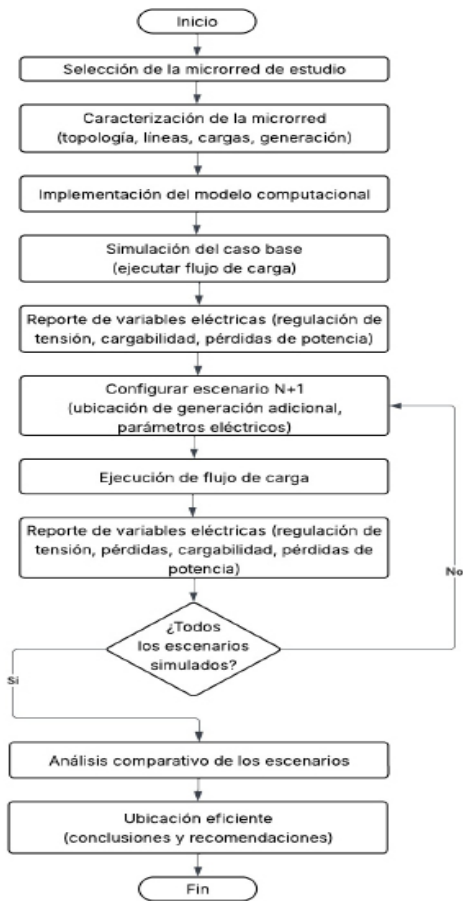 Inicio
Selección de la microrred de estudio
Caracterización de la microrred
(topología, líneas, cargas, generación)
Implementación del modelo computacional
Simulación del caso base
(ejecutar flujo de carga)
Reporte de variables eléctricas (regulación de
tensión, cargabilidad, pérdidas de potencia)
Configurar escenario N+1
(ubicación de generación adicional,
parámetros eléctricos)
Ejecución de flujo de carga
Reporte de variables eléctricas (regulación de
tensión, pérdidas, cargabilidad, pérdidas de
potencia)
No
¿Todos
los escenarios
simulados?
Si
Análisis comparativo de los escenarios
Ubicación eficiente
(conclusiones y recomendaciones)
Fin